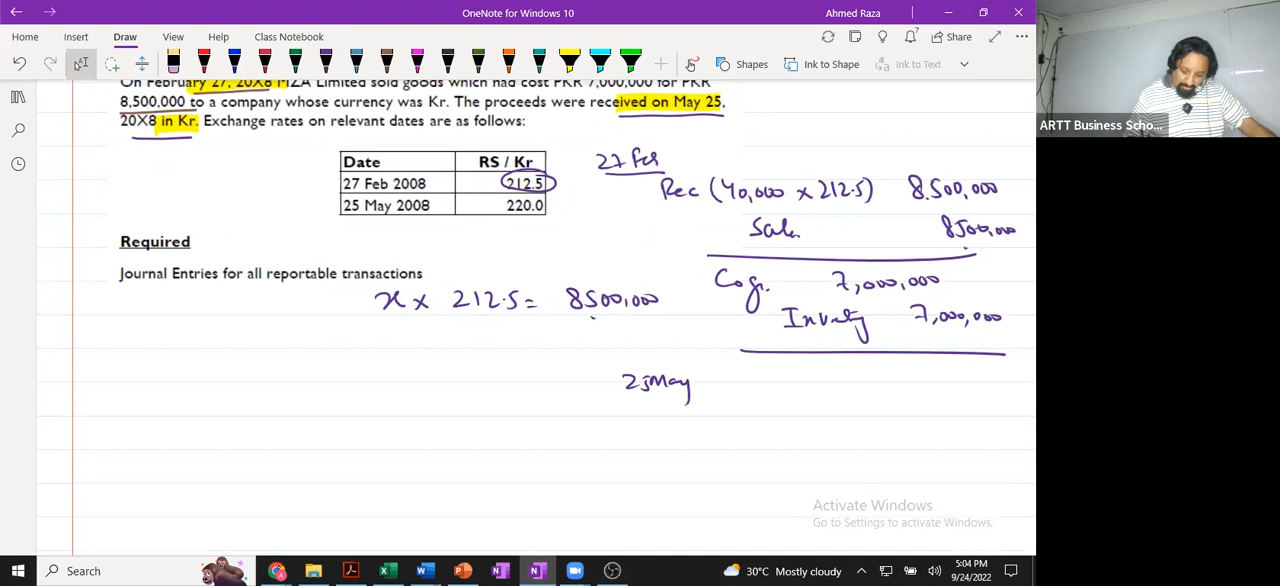 OneNote for Windows 10
Ahmed Raza
Home Insert Draw View Help Class Notebook
Share
Shapes Ink to Shape Ink to Text
On February 27, 20X8 MZA Limited sold goods which had cost PKR 7,000,000 for PKR
8,500,000 to a company whose currency was Kr. The proceeds were received on May 25,
20X8 in Kr. Exchange rates on relevant dates are as follows:
Date RS / Kr
27 Feb 2008 212.5
25 May 2008 220.0
Required
Journal Entries for all reportable transactions
x × 212.5 = 8500,000
27 Feb
Rec (40,000 × 212.5) 8,500,000
Sale 8500,000
Cogs. 7,000,000
Inventory 7,000,000
25 May
ARTT Business Scho...
Activate Windows
Go to Settings to activate Windows.
Search
30°C Mostly cloudy
5:04 PM
9/24/2022